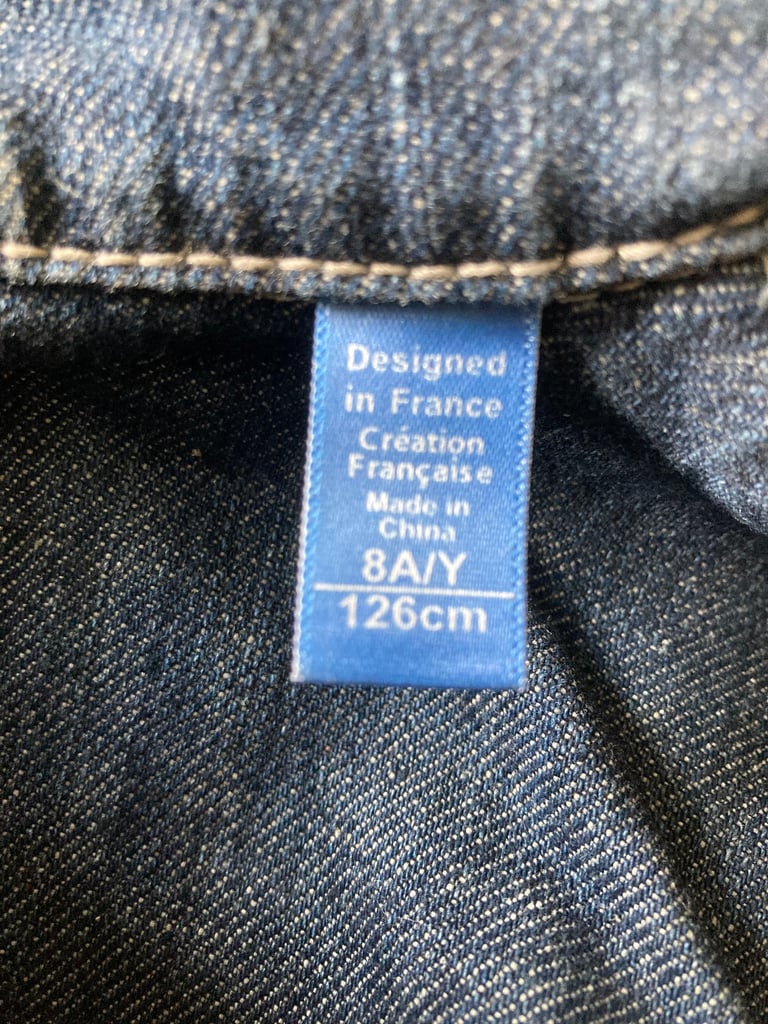 Designed
in France
Création
Française
Made in
China
8A/Y
126cm